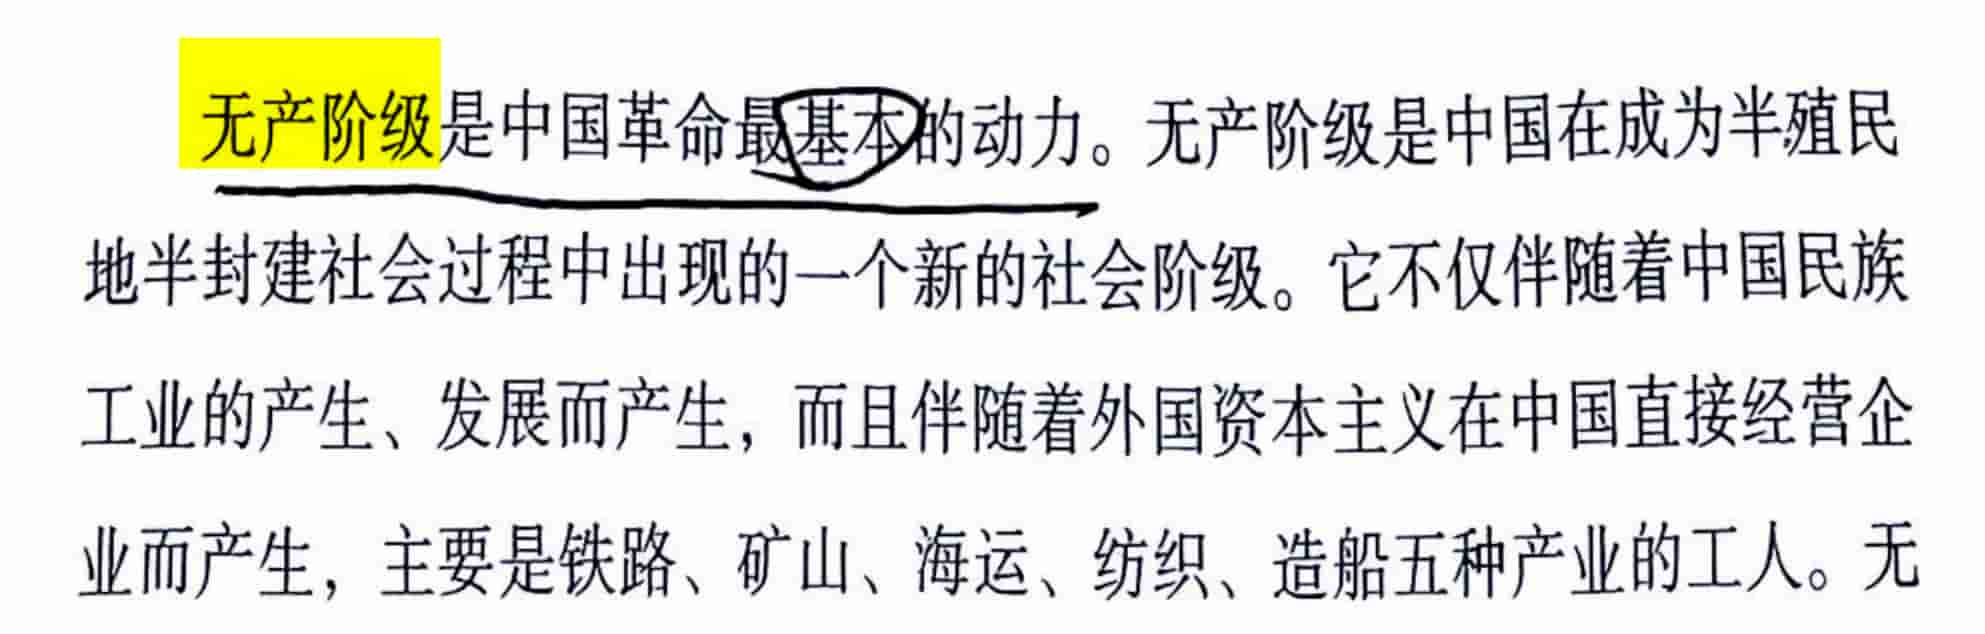 无产阶级是中国革命最基本的动力。无产阶级是中国在成为半殖民
地半封建社会过程中出现的一个新的社会阶级。它不仅伴随着中国民族
工业的产生、发展而产生，而且伴随着外国资本主义在中国直接经营企
业而产生，主要是铁路、矿山、海运、纺织、造船五种产业的工人。无